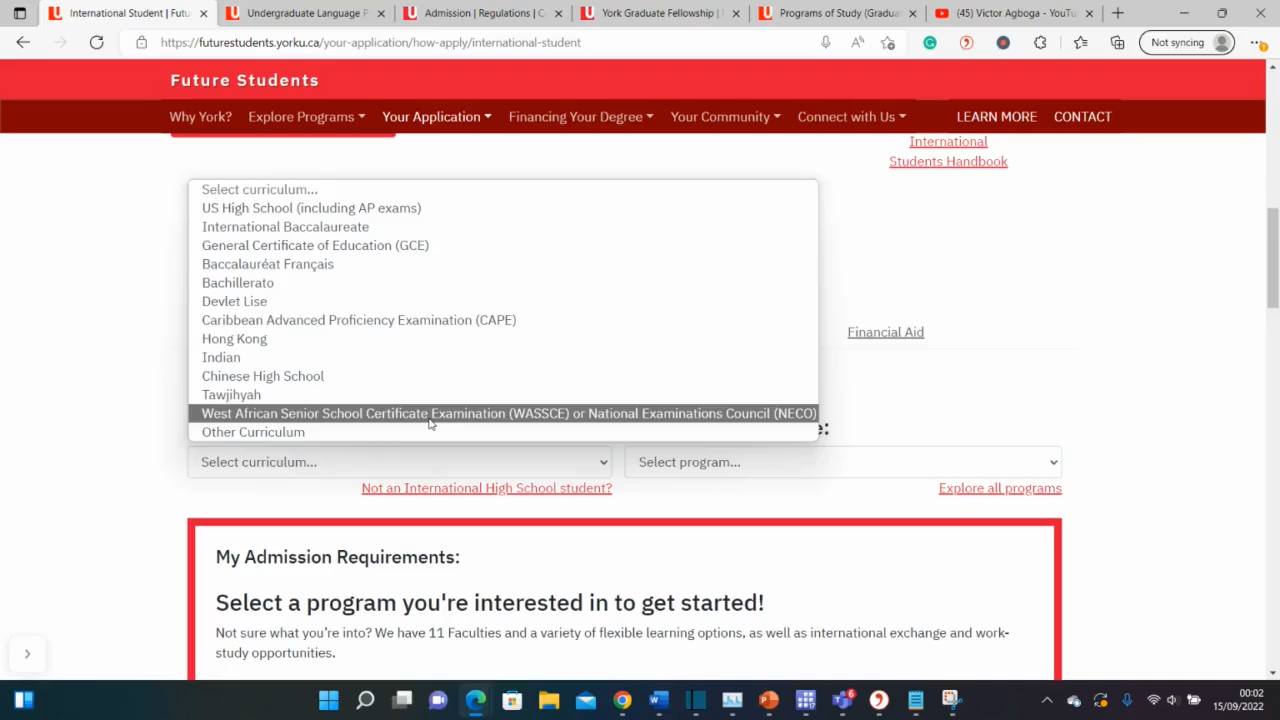 International Student | Futu
Undergraduate Language P
Admission | Regulations | C
York Graduate Fellowship |
Programs of Study (Graduat
(45) Victor Agboga - YouTu
https://futurestudents.yorku.ca/your-application/how-apply/international-student
Not syncing
Future Students
Why York?
Explore Programs
Your Application
Financing Your Degree
Your Community
Connect with Us
LEARN MORE
CONTACT
International
Students Handbook
Select curriculum...
US High School (including AP exams)
International Baccalaureate
General Certificate of Education (GCE)
Baccalauréat Français
Bachillerato
Devlet Lise
Caribbean Advanced Proficiency Examination (CAPE)
Hong Kong
Indian
Chinese High School
Tawjihyah
West African Senior School Certificate Examination (WASSCE) or National Examinations Council (NECO)
Other Curriculum
Financial Aid
e:
Select curriculum...
Select program...
Not an International High School student?
Explore all programs
My Admission Requirements:
Select a program you're interested in to get started!
Not sure what you're into? We have 11 Faculties and a variety of flexible learning options, as well as international exchange and work-
study opportunities.
6
00:02
15/09/2022